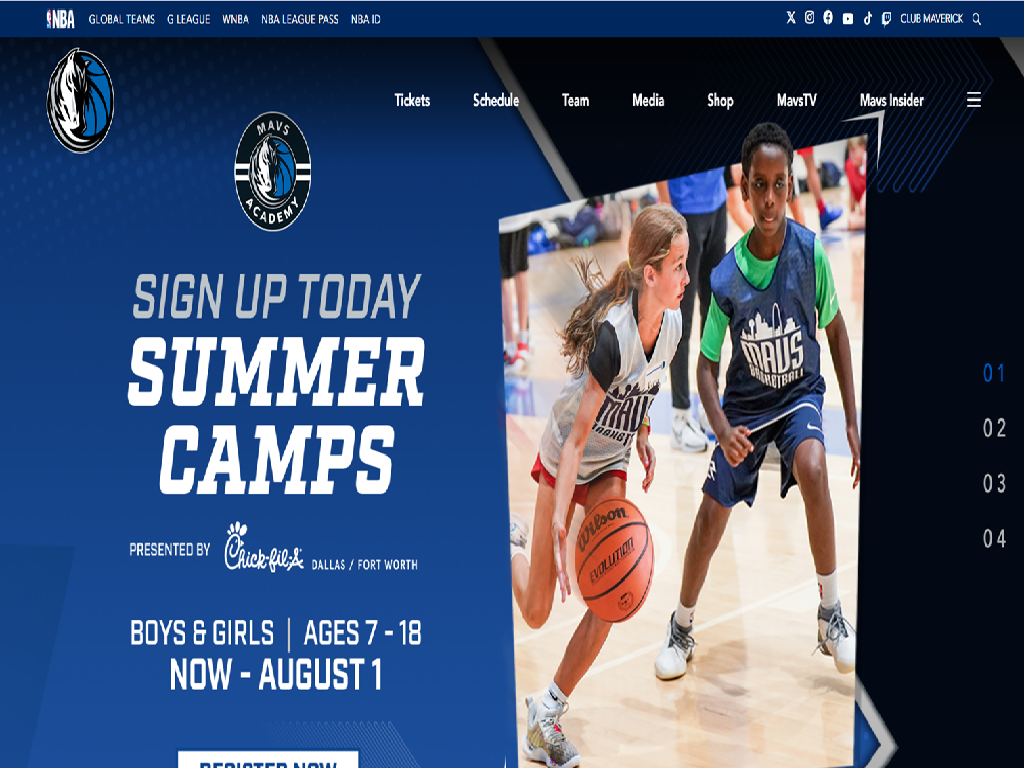 NBA GLOBAL TEAMS G LEAGUE WNBA NBA LEAGUE PASS NBA ID CLUB MAVERICK
Tickets Schedule Team Media Shop MavsTV Mavs Insider
MAVS
ACADEMY
SIGN UP TODAY
SUMMER
CAMPS
PRESENTED BY Chick-fil-A DALLAS / FORT WORTH
BOYS & GIRLS | AGES 7 - 18
NOW - AUGUST 1
REGISTER NOW
MAVS
BASKETBALL
MAVS
BASKET
Wilson
EVOLUTION
01
02
03
04